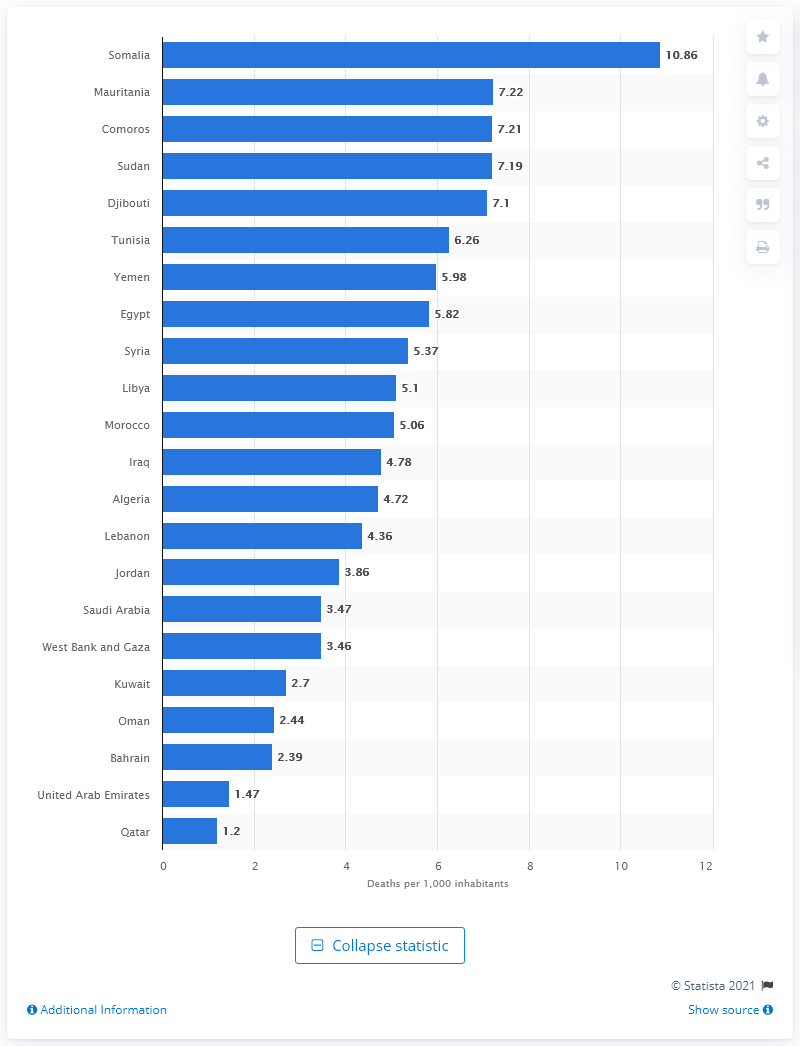 Somalia 10.86
Mauritania 7.22
Comoros 7.21
Sudan 7.19
Djibouti 7.1
Tunisia 6.26
Yemen 5.98
Egypt 5.82
Syria 5.37
Libya 5.1
Morocco 5.06
Iraq 4.78
Algeria 4.72
Lebanon 4.36
Jordan 3.86
Saudi Arabia 3.47
West Bank and Gaza 3.46
Kuwait 2.7
Oman 2.44
Bahrain 2.39
United Arab Emirates 1.47
Qatar 1.2
0 2 4 6 8 10 12
Deaths per 1,000 inhabitants
Collapse statistic
© Statista 2021
Additional Information Show source